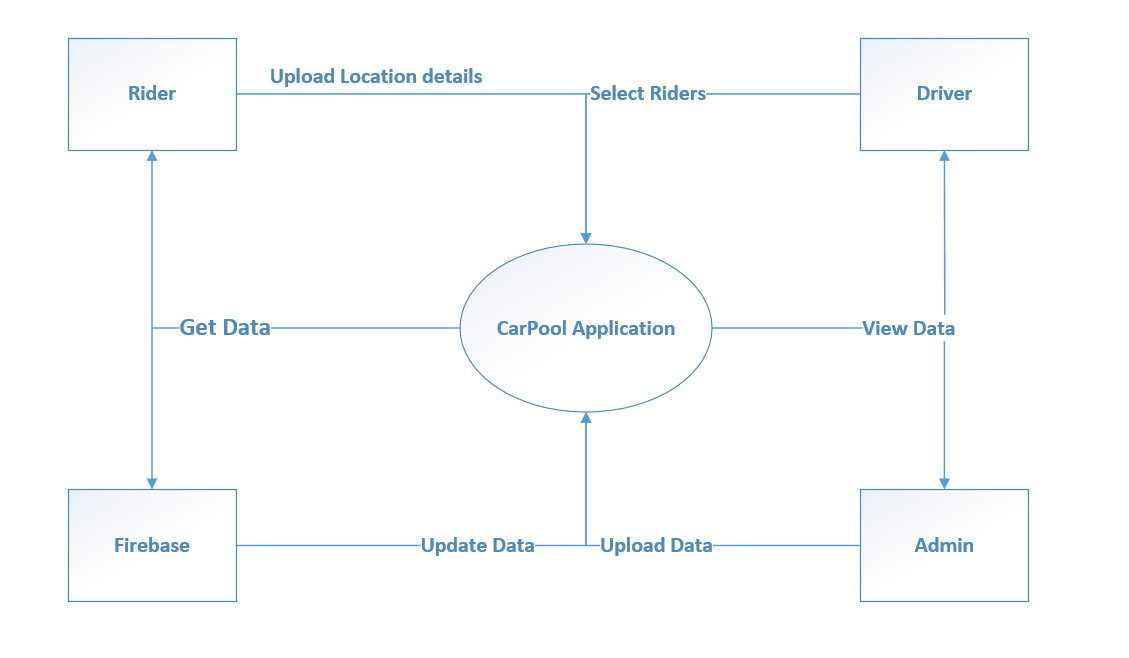 Upload Location details
Rider
Select Riders
Driver
Get Data
CarPool Application
View Data
Firebase
Update Data
Upload Data
Admin